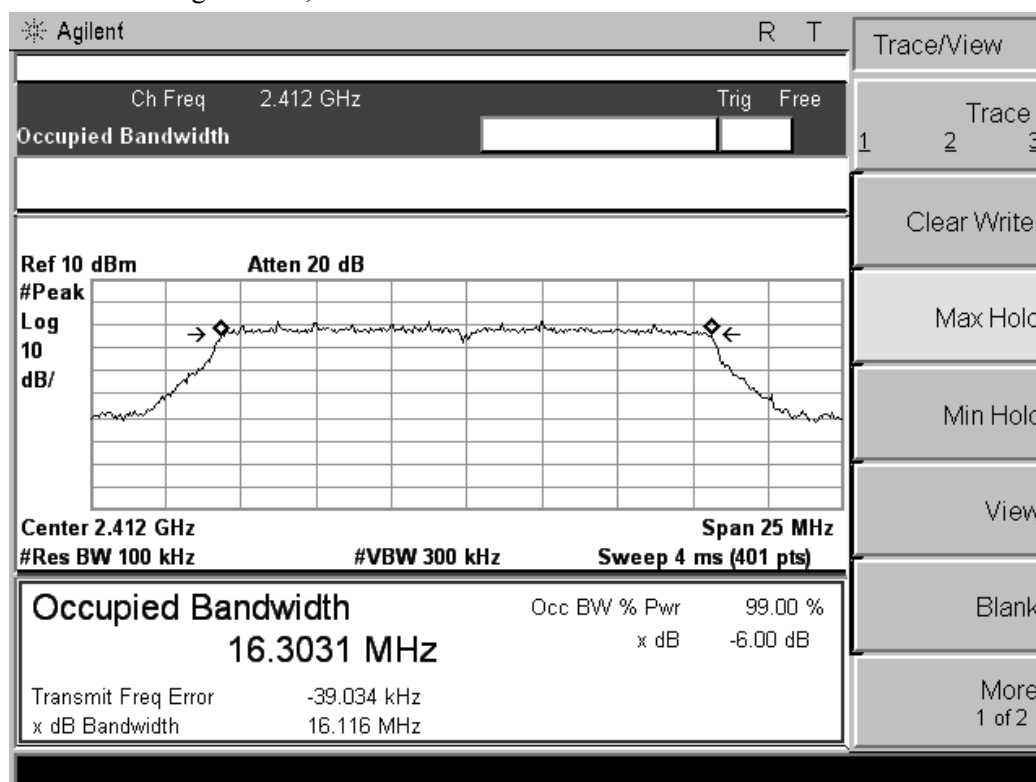 Agilent R T
Trace/View
Ch Freq 2.412 GHz Trig Free
Occupied Bandwidth
Trace
1 2 3
Clear Write
Ref 10 dBm Atten 20 dB
#Peak
Log
10
dB/
Max Hold
Min Hold
View
Center 2.412 GHz Span 25 MHz
#Res BW 100 kHz #VBW 300 kHz Sweep 4 ms (401 pts)
Occupied Bandwidth
16.3031 MHz
Occ BW % Pwr 99.00 %
x dB -6.00 dB
Transmit Freq Error -39.034 kHz
x dB Bandwidth 16.116 MHz
Blank
More
1 of 2